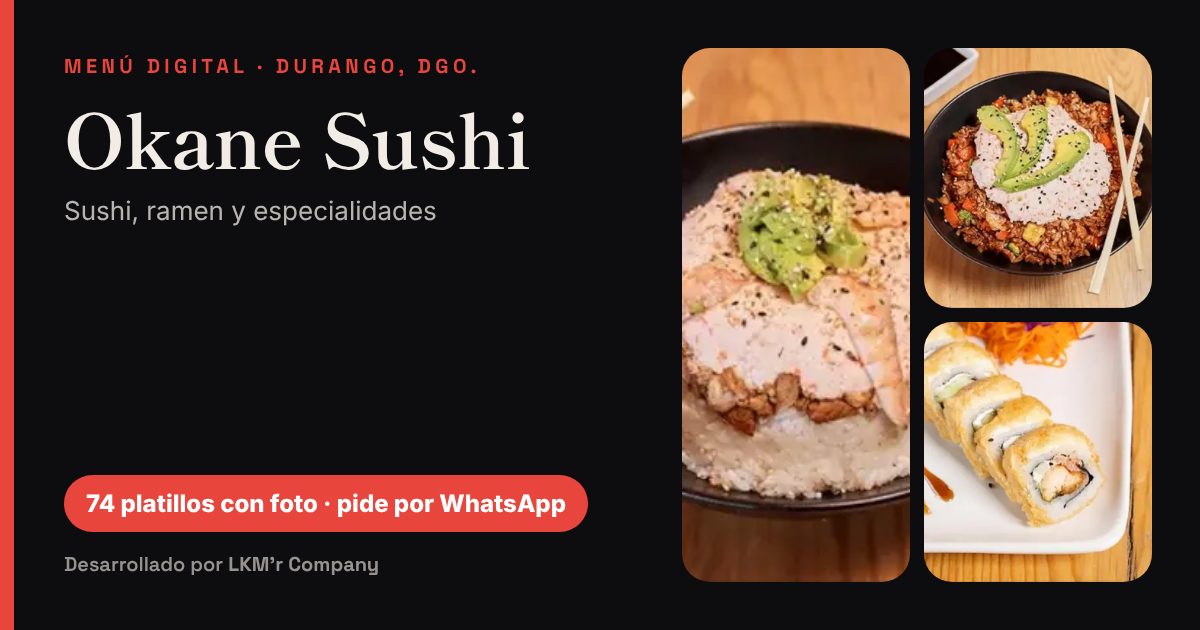 MENÚ DIGITAL · DURANGO, DGO.
Okane Sushi
Sushi, ramen y especialidades
74 platillos con foto · pide por WhatsApp
Desarrollado por LKM’r Company